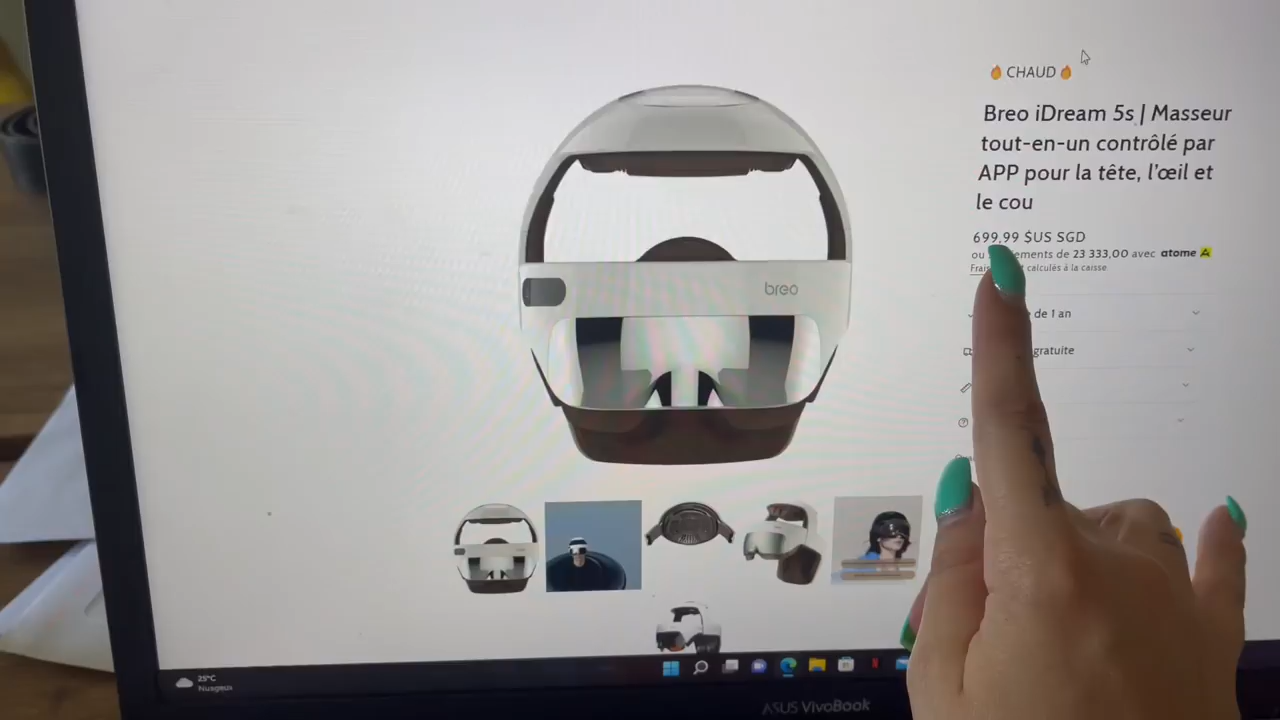 🔥 CHAUD 🔥
Breo iDream 5s | Masseur
tout-en-un contrôlé par
APP pour la tête, l'œil et
le cou
699,99 $US SGD
ou ements de 23 333,00 avec atome
Frais calculés à la caisse
de 1 an
gratuite
breo
25°C
Nuageux
ASUS VivoBook